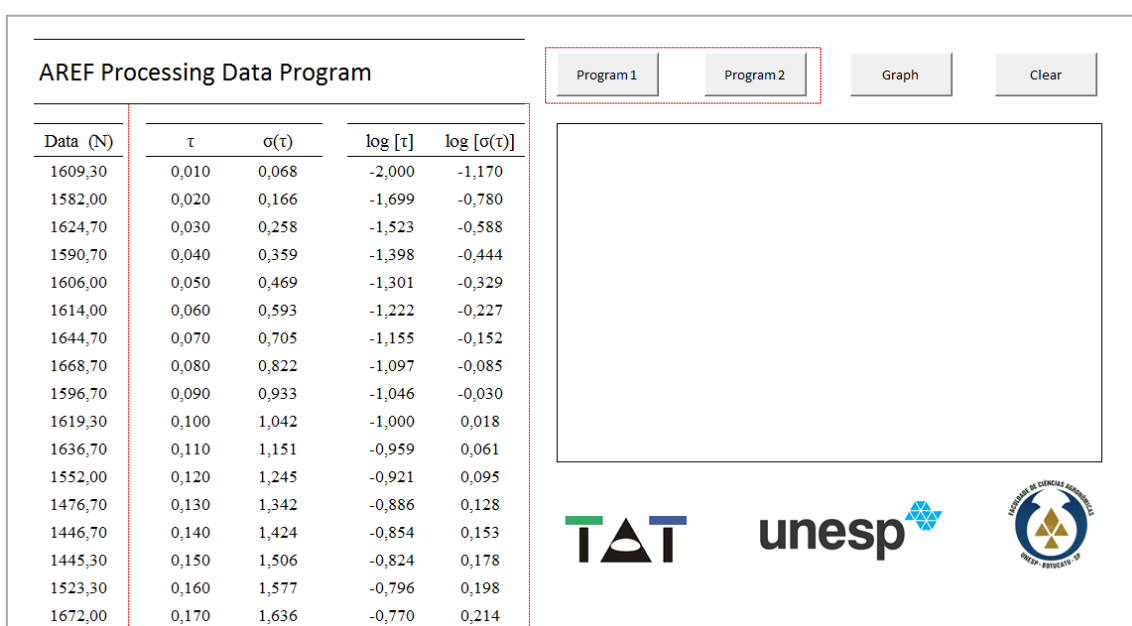 AREF Processing Data Program
Program 1 Program 2 Graph Clear
Data (N) τ σ(τ) log [τ] log [σ(τ)]
1609,30 0,010 0,068 -2,000 -1,170
1582,00 0,020 0,166 -1,699 -0,780
1624,70 0,030 0,258 -1,523 -0,588
1590,70 0,040 0,359 -1,398 -0,444
1606,00 0,050 0,469 -1,301 -0,329
1614,00 0,060 0,593 -1,222 -0,227
1644,70 0,070 0,705 -1,155 -0,152
1668,70 0,080 0,822 -1,097 -0,085
1596,70 0,090 0,933 -1,046 -0,030
1619,30 0,100 1,042 -1,000 0,018
1636,70 0,110 1,151 -0,959 0,061
1552,00 0,120 1,245 -0,921 0,095
1476,70 0,130 1,342 -0,886 0,128
1446,70 0,140 1,424 -0,854 0,153
1445,30 0,150 1,506 -0,824 0,178
1523,30 0,160 1,577 -0,796 0,198
1672,00 0,170 1,636 -0,770 0,214
TAT
unesp
FACULDADE DE CIÊNCIAS AGRONÔMICAS
UNESP - BOTUCATU - SP